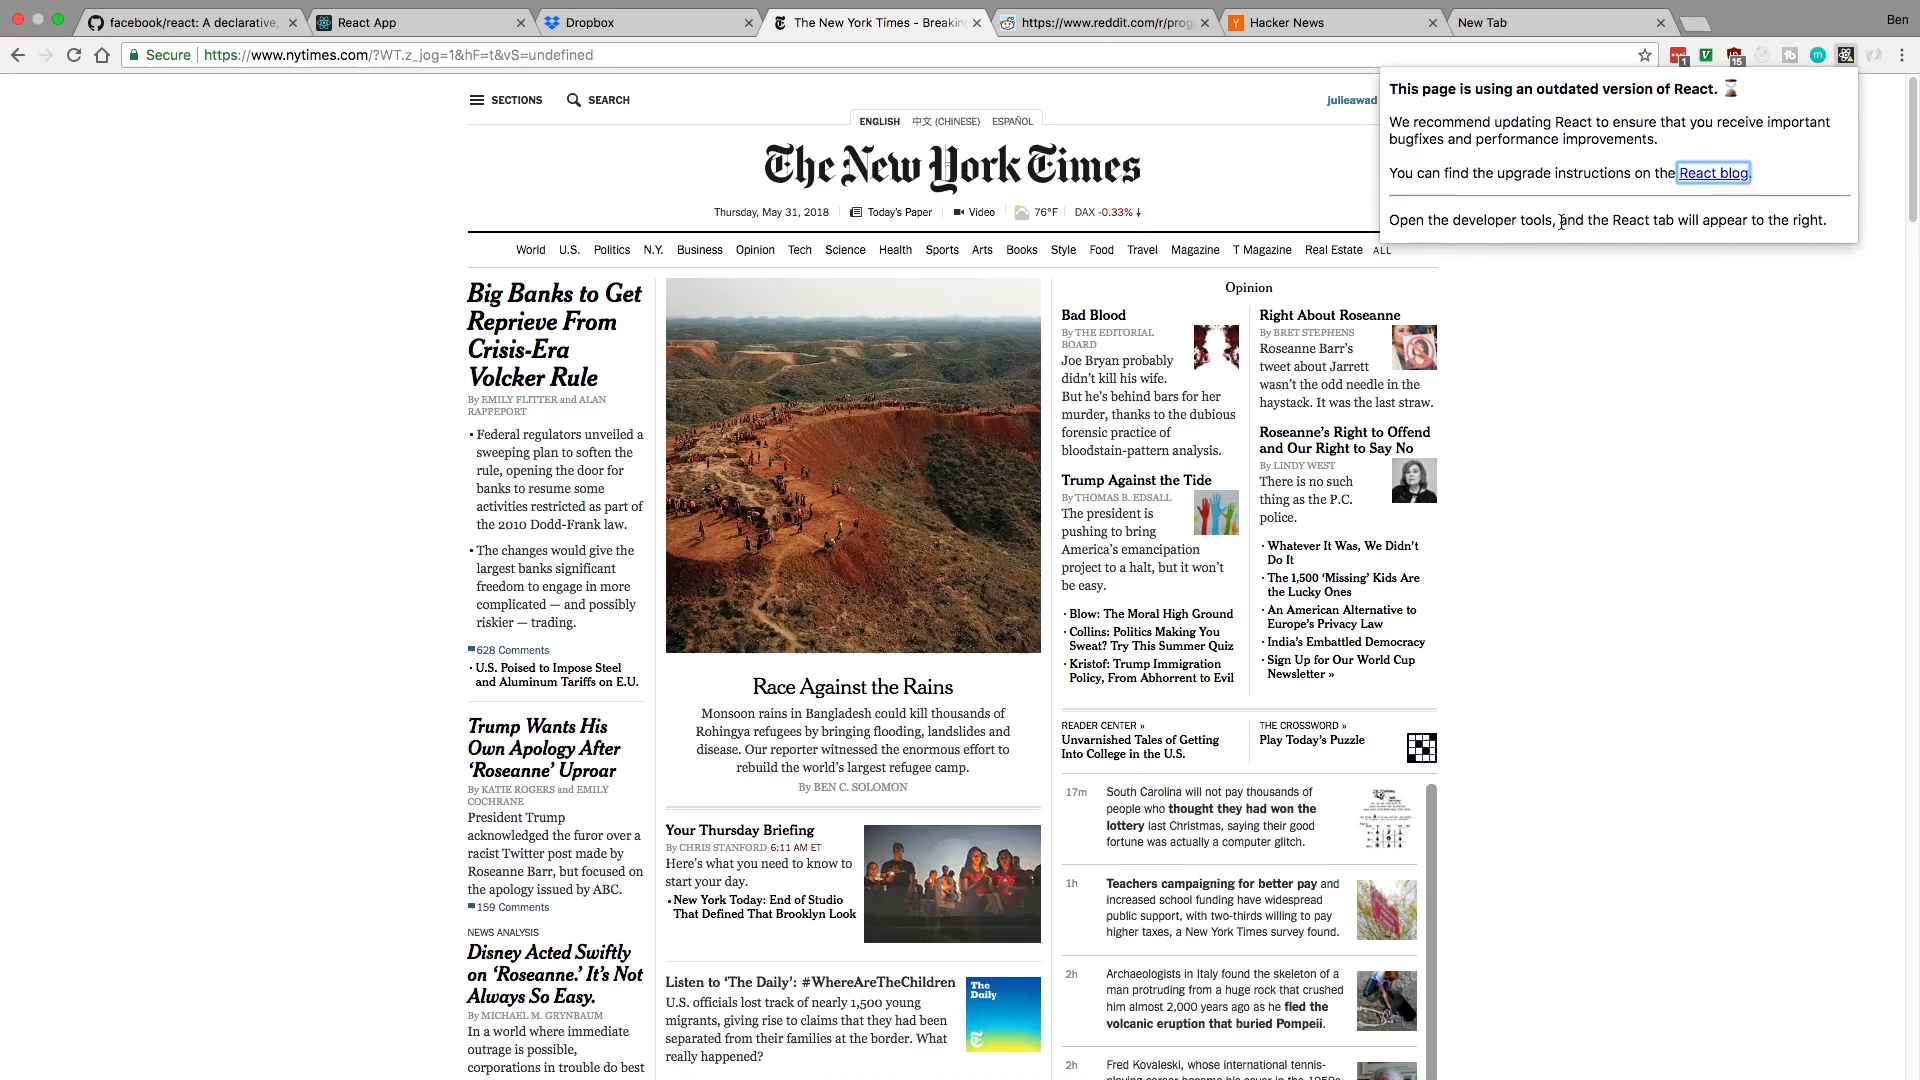 facebook/react: A declarative,
React App
Dropbox
The New York Times - Breakin
https://www.reddit.com/r/prog
Hacker News
New Tab
Ben
Secure
https://www.nytimes.com/?WT.z_jog=1&hF=t&vS=undefined
1
15
This page is using an outdated version of React. ⌛
We recommend updating React to ensure that you receive important
bugfixes and performance improvements.
You can find the upgrade instructions on the React blog.
Open the developer tools, and the React tab will appear to the right.
SECTIONS
SEARCH
julieawad
ENGLISH
中文 (CHINESE)
ESPAÑOL
The New York Times
Thursday, May 31, 2018
Today's Paper
Video
76°F
DAX -0.33% ↓
World U.S. Politics N.Y. Business Opinion Tech Science Health Sports Arts Books Style Food Travel Magazine T Magazine Real Estate ALL
Big Banks to Get
Reprieve From
Crisis-Era
Volcker Rule
By EMILY FLITTER and ALAN
RAPPEPORT
• Federal regulators unveiled a
sweeping plan to soften the
rule, opening the door for
banks to resume some
activities restricted as part of
the 2010 Dodd-Frank law.
• The changes would give the
largest banks significant
freedom to engage in more
complicated — and possibly
riskier — trading.
628 Comments
· U.S. Poised to Impose Steel
and Aluminum Tariffs on E.U.
Trump Wants His
Own Apology After
‘Roseanne’ Uproar
By KATIE ROGERS and EMILY
COCHRANE
President Trump
acknowledged the furor over a
racist Twitter post made by
Roseanne Barr, but focused on
the apology issued by ABC.
159 Comments
NEWS ANALYSIS
Disney Acted Swiftly
on ‘Roseanne.’ It’s Not
Always So Easy.
By MICHAEL M. GRYNBAUM
In a world where immediate
outrage is possible,
corporations in trouble do best
Race Against the Rains
Monsoon rains in Bangladesh could kill thousands of
Rohingya refugees by bringing flooding, landslides and
disease. Our reporter witnessed the enormous effort to
rebuild the world’s largest refugee camp.
By BEN C. SOLOMON
Your Thursday Briefing
By CHRIS STANFORD 6:11 AM ET
Here’s what you need to know to
start your day.
• New York Today: End of Studio
That Defined That Brooklyn Look
Listen to ‘The Daily’: #WhereAreTheChildren
U.S. officials lost track of nearly 1,500 young
migrants, giving rise to claims that they had been
separated from their families at the border. What
really happened?
The
Daily
Opinion
Bad Blood
By THE EDITORIAL
BOARD
Joe Bryan probably
didn’t kill his wife.
But he’s behind bars for her
murder, thanks to the dubious
forensic practice of
bloodstain-pattern analysis.
Trump Against the Tide
By THOMAS B. EDSALL
The president is
pushing to bring
America’s emancipation
project to a halt, but it won’t
be easy.
· Blow: The Moral High Ground
· Collins: Politics Making You
Sweat? Try This Summer Quiz
· Kristof: Trump Immigration
Policy, From Abhorrent to Evil
Right About Roseanne
By BRET STEPHENS
Roseanne Barr’s
tweet about Jarrett
wasn’t the odd needle in the
haystack. It was the last straw.
Roseanne’s Right to Offend
and Our Right to Say No
By LINDY WEST
There is no such
thing as the P.C.
police.
· Whatever It Was, We Didn’t
Do It
· The 1,500 ‘Missing’ Kids Are
the Lucky Ones
· An American Alternative to
Europe’s Privacy Law
· India’s Embattled Democracy
· Sign Up for Our World Cup
Newsletter »
READER CENTER »
Unvarnished Tales of Getting
Into College in the U.S.
THE CROSSWORD »
Play Today’s Puzzle
17m
South Carolina will not pay thousands of
people who thought they had won the
lottery last Christmas, saying their good
fortune was actually a computer glitch.
1h
Teachers campaigning for better pay and
increased school funding have widespread
public support, with two-thirds willing to pay
higher taxes, a New York Times survey found.
2h
Archaeologists in Italy found the skeleton of a
man protruding from a huge rock that crushed
him almost 2,000 years ago as he fled the
volcanic eruption that buried Pompeii.
2h
Fred Kovaleski, whose international tennis-